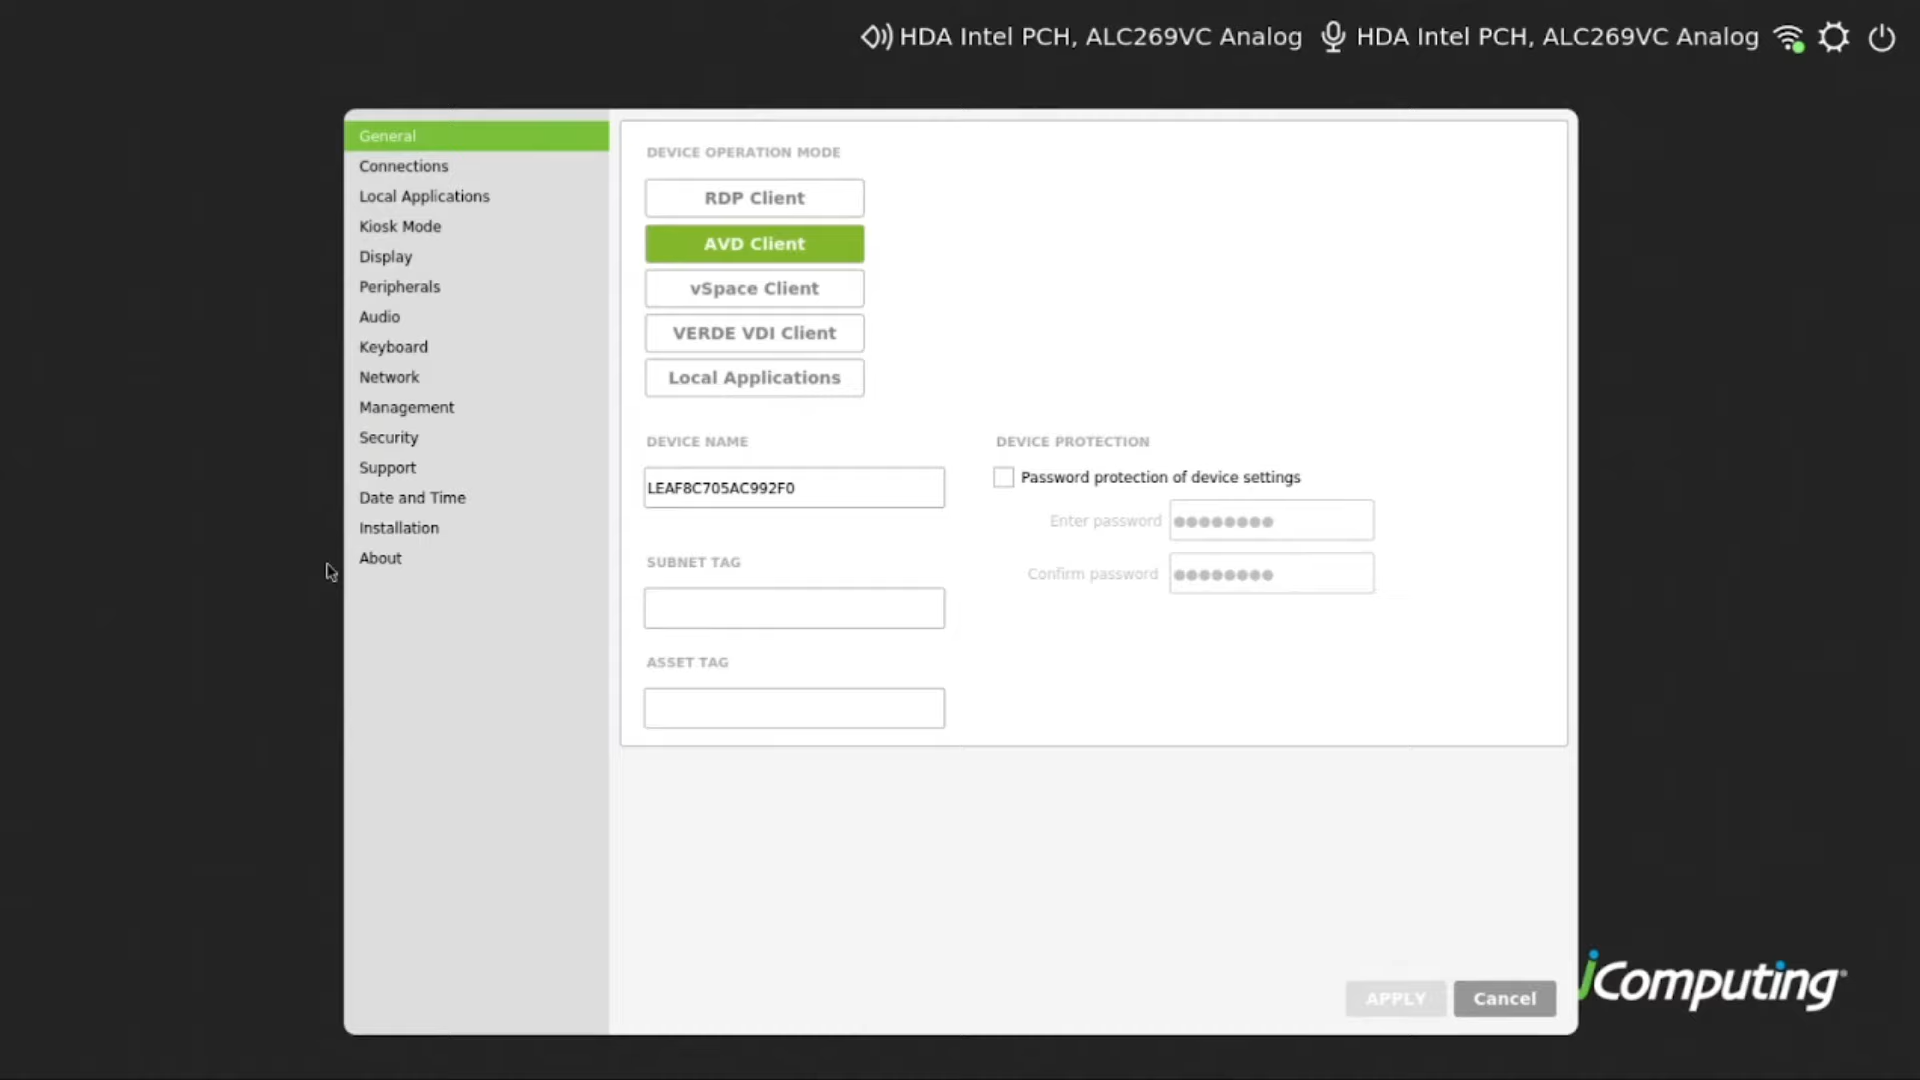 HDA Intel PCH, ALC269VC Analog HDA Intel PCH, ALC269VC Analog
General
Connections
Local Applications
Kiosk Mode
Display
Peripherals
Audio
Keyboard
Network
Management
Security
Support
Date and Time
Installation
About
DEVICE OPERATION MODE
RDP Client
AVD Client
vSpace Client
VERDE VDI Client
Local Applications
DEVICE NAME
LEAF8C705AC992F0
SUBNET TAG
ASSET TAG
DEVICE PROTECTION
Password protection of device settings
Enter password
Confirm password
APPLY Cancel
iComputing